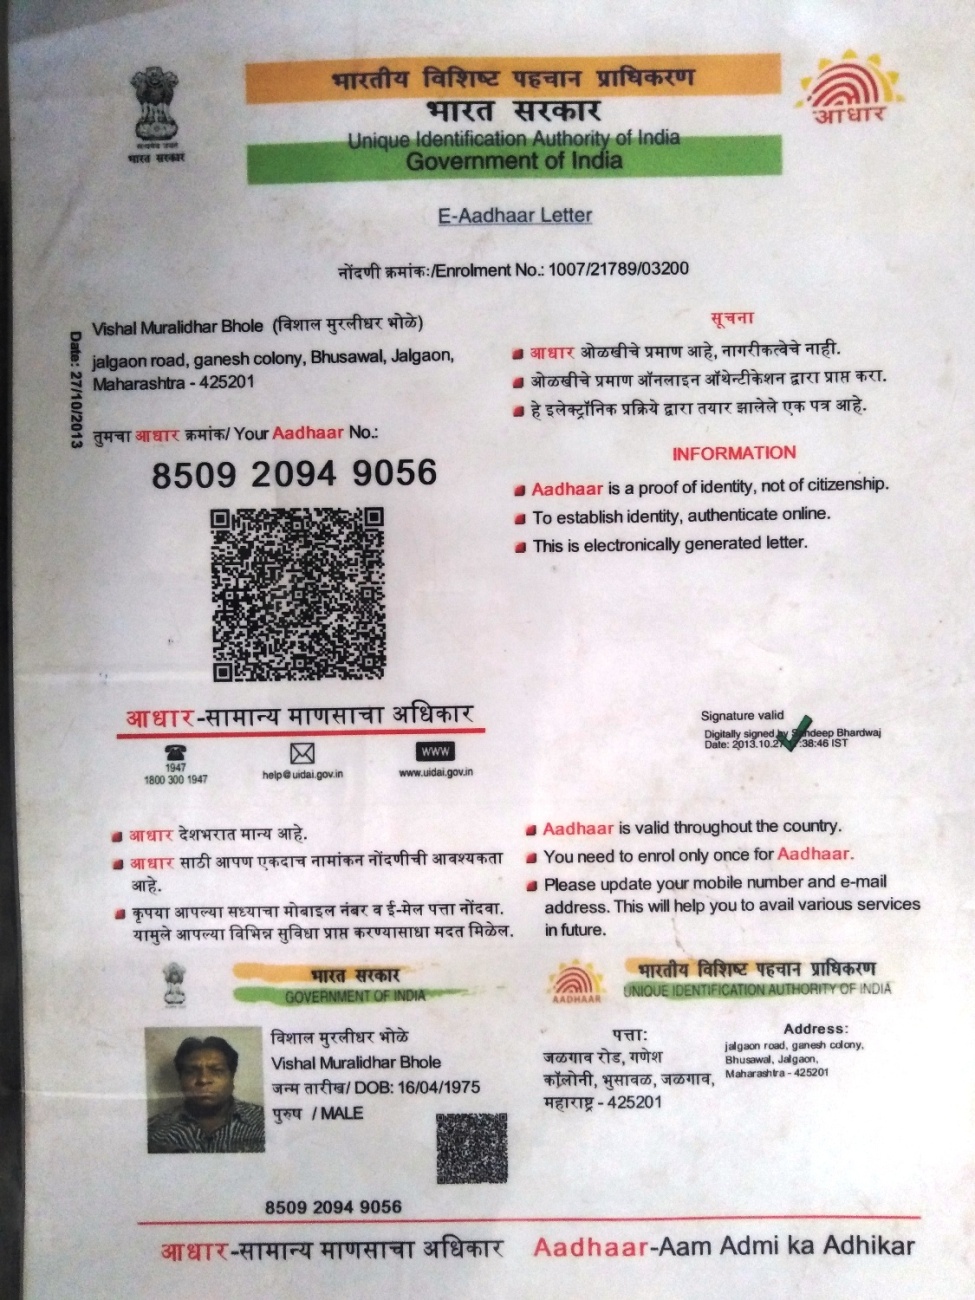 भारतीय विशिष्ट पहचान प्राधिकरण
भारत सरकार
Unique Identification Authority of India
Government of India
भारत सरकार
आधार
E-Aadhaar Letter
नोंदणी क्रमांक:/Enrolment No.: 1007/21789/03200
Date: 27/10/2013
Vishal Muralidhar Bhole (विशाल मुरलीधर भोळे)
jalgaon road, ganesh colony, Bhusawal, Jalgaon,
Maharashtra - 425201
तुमचा आधार क्रमांक/ Your Aadhaar No.:
8509 2094 9056
सूचना
आधार ओळखीचे प्रमाण आहे, नागरीकत्वेचे नाही.
ओळखीचे प्रमाण ऑनलाइन ऑथेन्टीकेशन द्वारा प्राप्त करा.
हे इलेक्ट्रॉनिक प्रक्रिये द्वारा तयार झालेले एक पत्र आहे.
INFORMATION
Aadhaar is a proof of identity, not of citizenship.
To establish identity, authenticate online.
This is electronically generated letter.
आधार-सामान्य माणसाचा अधिकार
1947
1800 300 1947
help@uidai.gov.in
www
www.uidai.gov.in
Signature valid
Digitally signed by Bhardwaj
Date: 2013.10.27 :38:46 IST
आधार देशभरात मान्य आहे.
आधार साठी आपण एकदाच नामांकन नोंदणीची आवश्यकता
आहे.
कृपया आपल्या सध्याचा मोबाइल नंबर व ई-मेल पत्ता नोंदवा.
यामुले आपल्या विभिन्न सुविधा प्राप्त करण्यासाधा मदत मिळेल.
Aadhaar is valid throughout the country.
You need to enrol only once for Aadhaar.
Please update your mobile number and e-mail
address. This will help you to avail various services
in future.
भारत सरकार
GOVERNMENT OF INDIA
विशाल मुरलीधर भोळे
Vishal Muralidhar Bhole
जन्म तारीख/ DOB: 16/04/1975
पुरुष / MALE
8509 2094 9056
AADHAAR
भारतीय विशिष्ट पहचान प्राधिकरण
UNIQUE IDENTIFICATION AUTHORITY OF INDIA
पत्ता:
जळगाव रोड, गणेश
कॉलोनी, भुसावळ, जळगाव,
महाराष्ट्र - 425201
Address:
jalgaon road, ganesh colony,
Bhusawal, Jalgaon,
Maharashtra - 425201
आधार-सामान्य माणसाचा अधिकार
Aadhaar-Aam Admi ka Adhikar